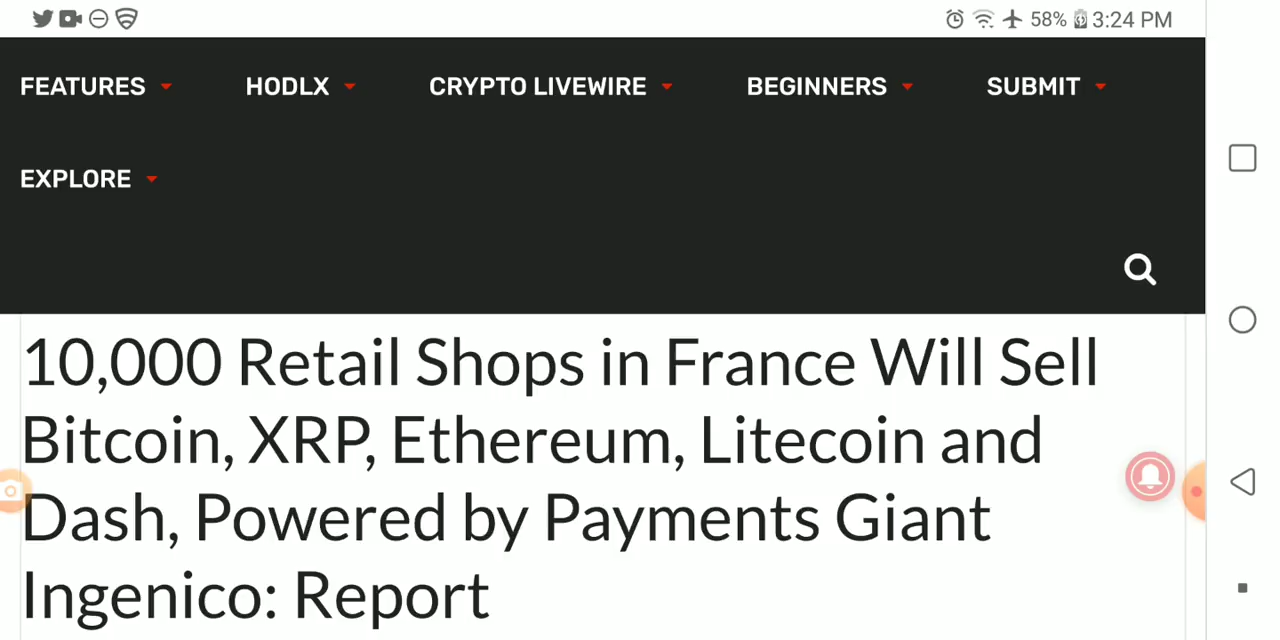 58% 3:24 PM
FEATURES HODLX CRYPTO LIVEWIRE BEGINNERS SUBMIT
EXPLORE
10,000 Retail Shops in France Will Sell
Bitcoin, XRP, Ethereum, Litecoin and
Dash, Powered by Payments Giant
Ingenico: Report